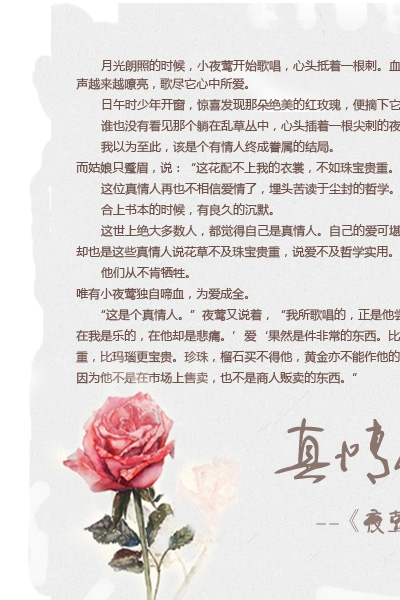 月光朗照的时候，小夜莺开始歌唱，心头抵着一根刺。血
声越来越嘹亮，歌尽它心中所爱。
日午时少年开窗，惊喜发现那朵绝美的红玫瑰，便摘下它
谁也没有看见那个躺在乱草丛中，心头插着一根尖刺的夜
我以为至此，该是个有情人终成眷属的结局。
而姑娘只蹙眉，说：“这花配不上我的衣裳，不如珠宝贵重。
这位真情人再也不相信爱情了，埋头苦读于尘封的哲学。
合上书本的时候，有良久的沉默。
这世上绝大多数人，都觉得自己是真情人。自己的爱可堪
却也是这些真情人说花草不及珠宝贵重，说爱不及哲学实用。
他们从不肯牺牲。
唯有小夜莺独自啼血，为爱成全。
“这是个真情人。”夜莺又说着，“我所歌唱的，正是他尝
在我是乐的，在他却是悲痛。’爱‘果然是件非常的东西。比
重，比玛瑙更宝贵。珍珠，榴石买不得他，黄金亦不能作他的
因为他不是在市场上售卖，也不是商人贩卖的东西。”
真情
--《夜莺